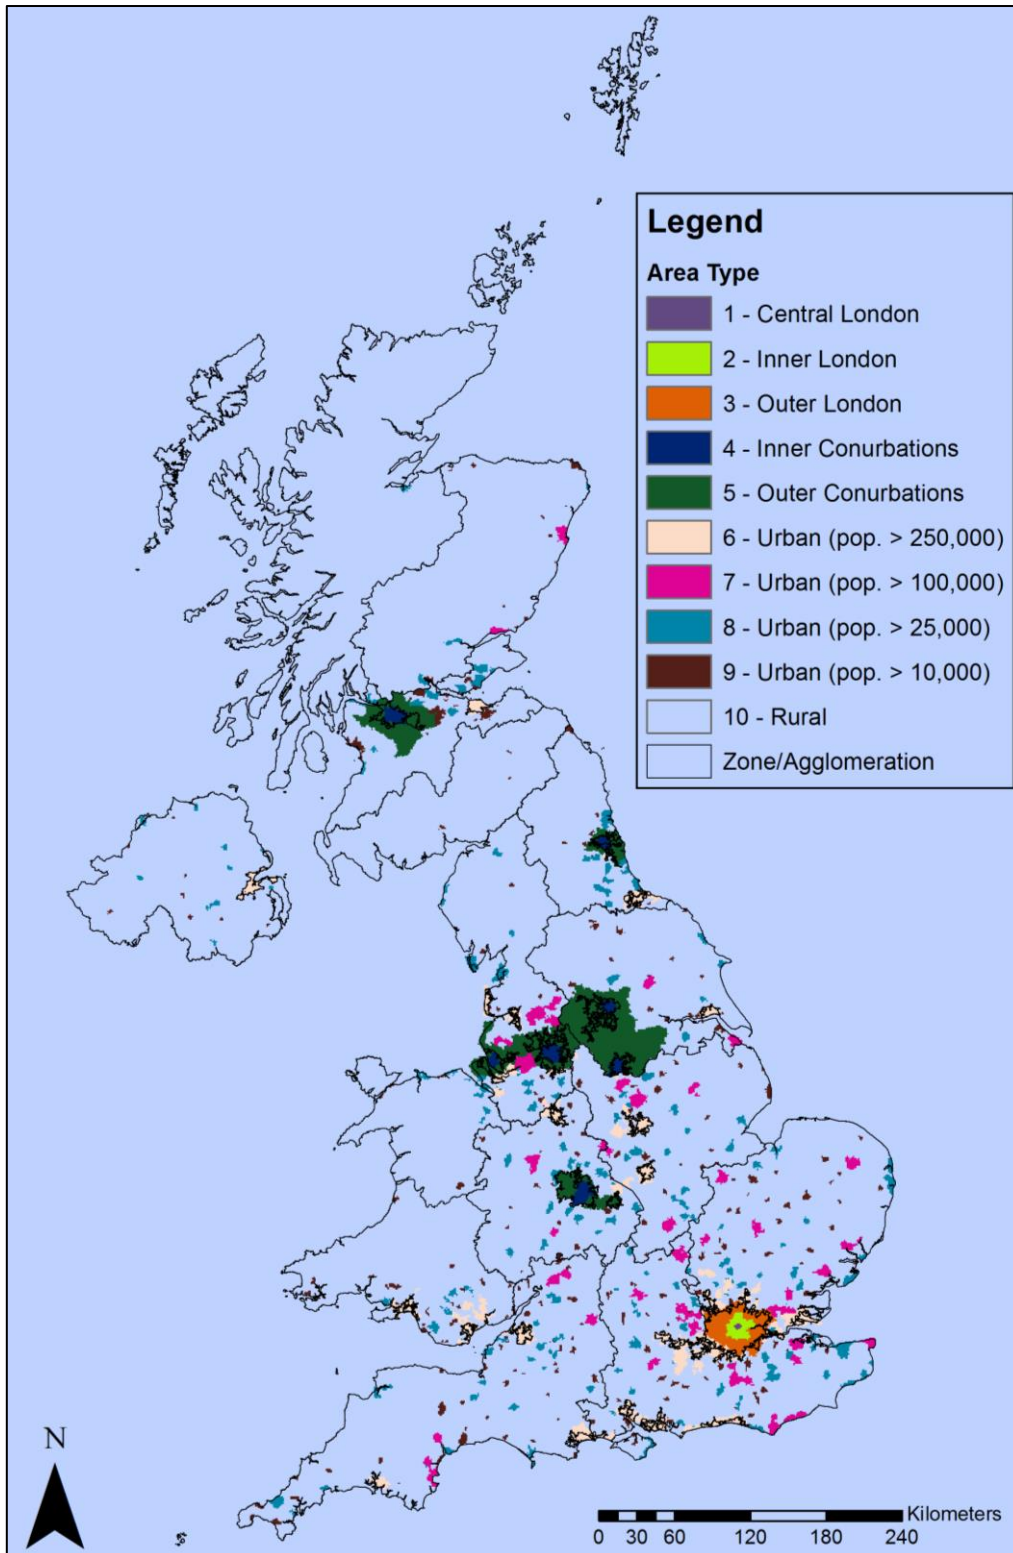 Legend
Area Type
1 - Central London
2 - Inner London
3 - Outer London
4 - Inner Conurbations
5 - Outer Conurbations
6 - Urban (pop. > 250,000)
7 - Urban (pop. > 100,000)
8 - Urban (pop. > 25,000)
9 - Urban (pop. > 10,000)
10 - Rural
Zone/Agglomeration
N
Kilometers
0 30 60 120 180 240